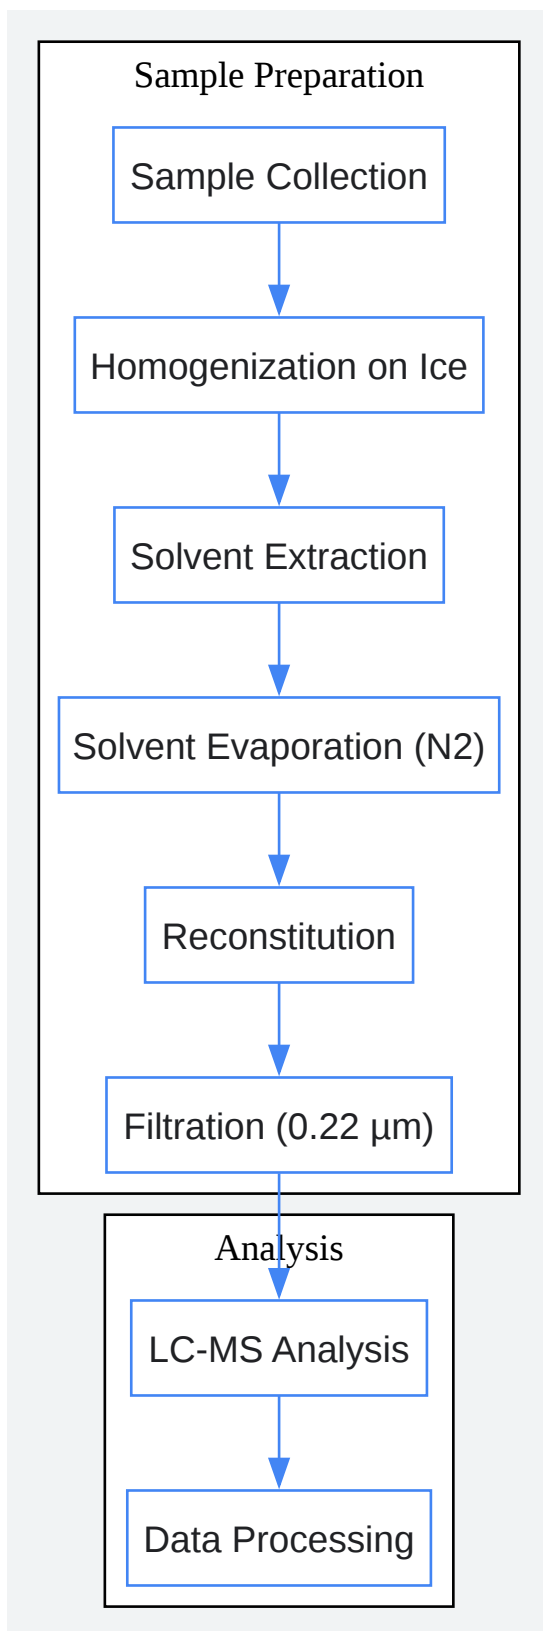 Sample Preparation
Sample Collection
Homogenization on Ice
Solvent Extraction
Solvent Evaporation (N2)
Reconstitution
Filtration (0.22 µm)
Analysis
LC-MS Analysis
Data Processing